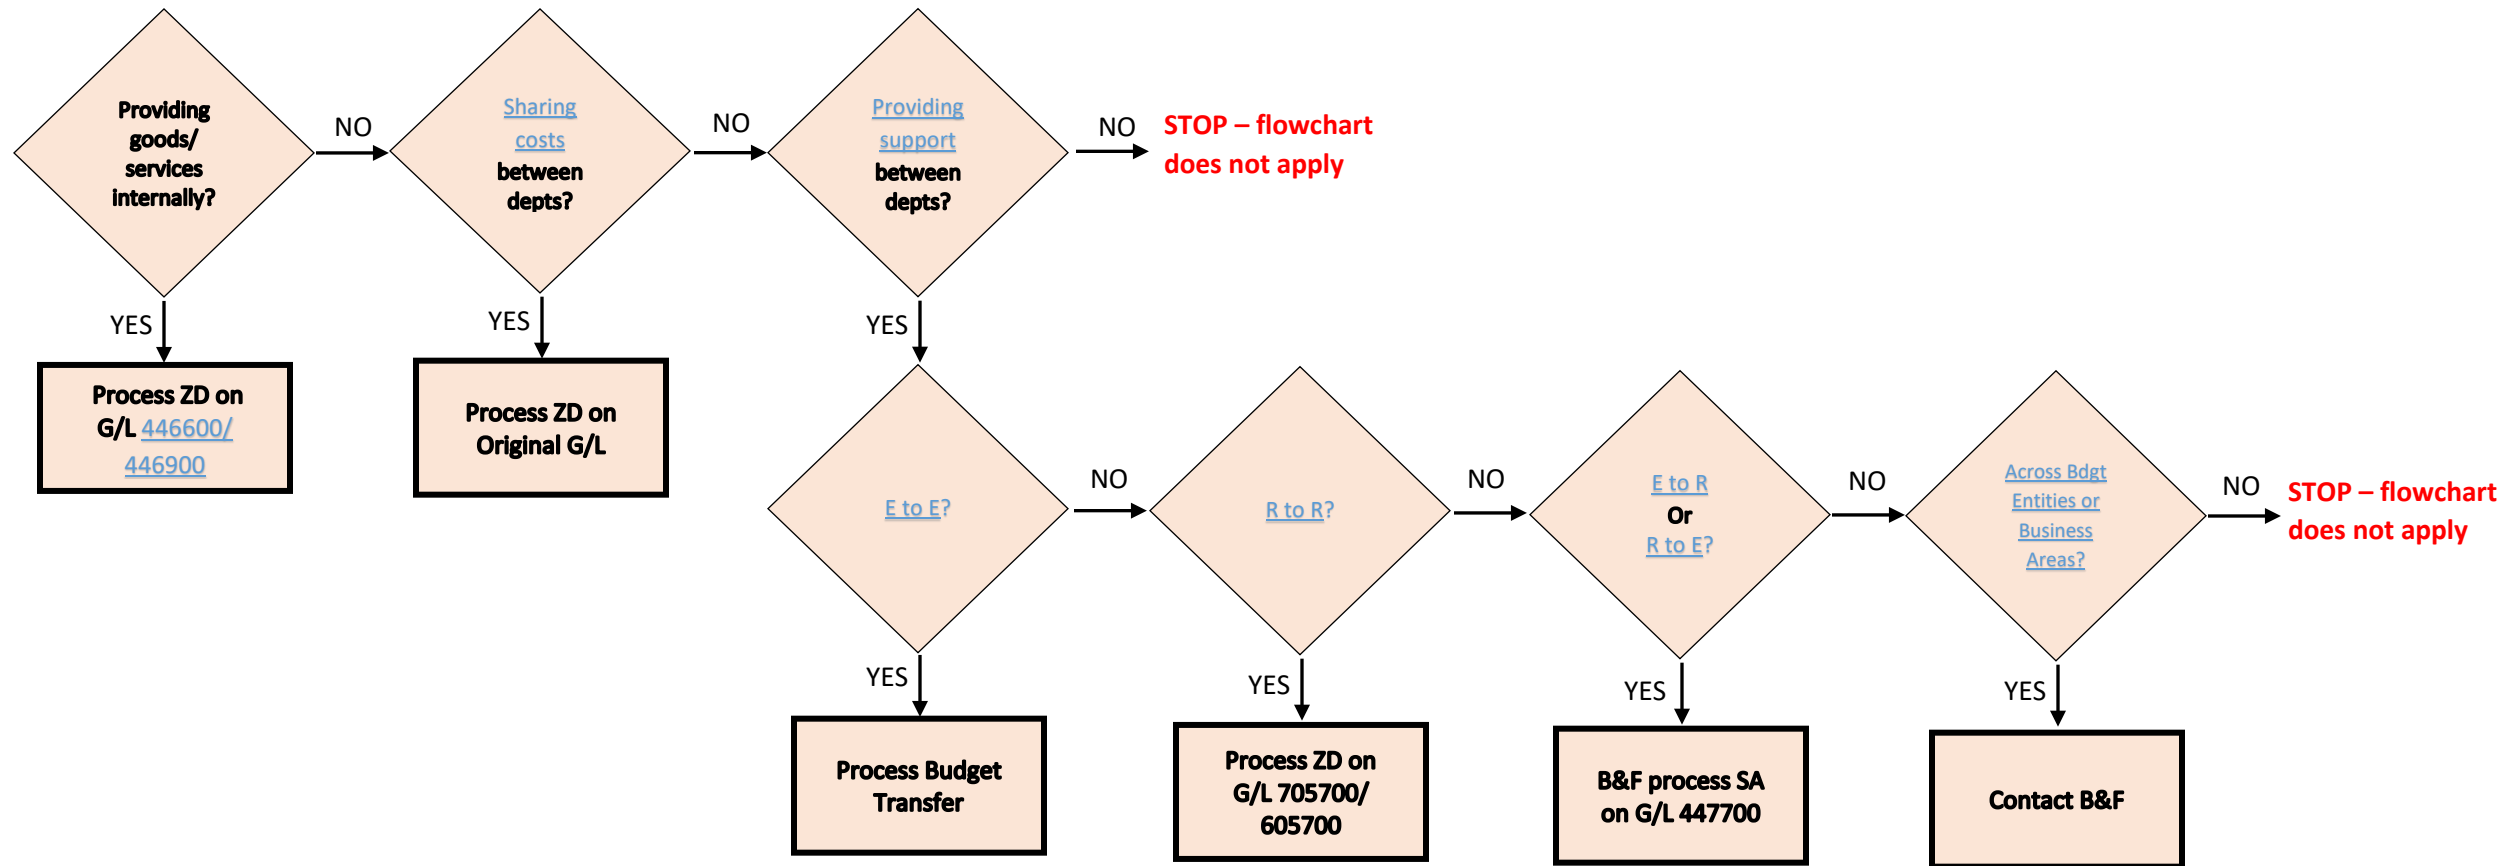 Providing
goods/
services
internally?
NO
Sharing
costs
between
depts?
NO
Providing
support
between
depts?
NO
STOP – flowchart
does not apply
YES
YES
YES
Process ZD on
G/L 446600/
446900
Process ZD on
Original G/L
E to E?
NO
R to R?
NO
E to R
Or
R to E?
NO
Across Bdgt
Entities or
Business
Areas?
NO
STOP – flowchart
does not apply
YES
YES
YES
YES
Process Budget
Transfer
Process ZD on
G/L 705700/
605700
B&F process SA
on G/L 447700
Contact B&F